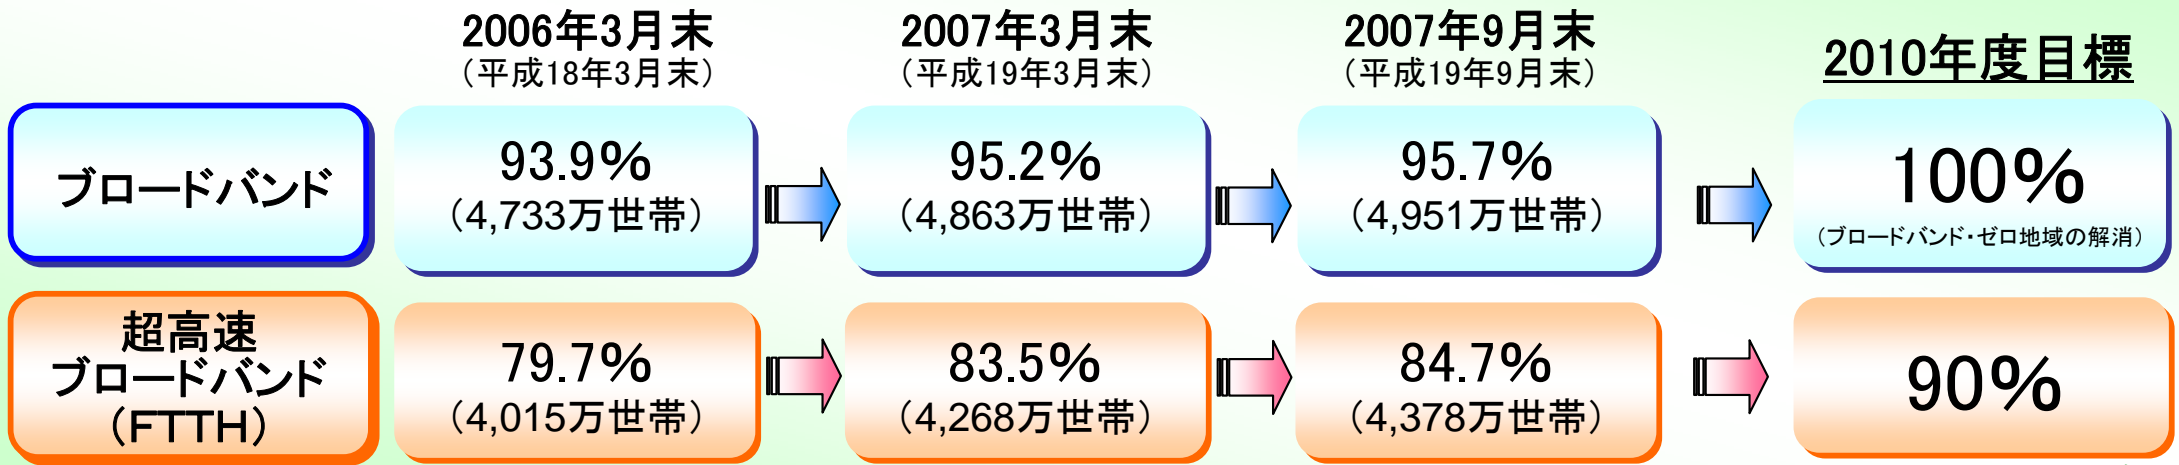 2006年3月末
（平成18年3月末）
2007年3月末
（平成19年3月末）
2007年9月末
（平成19年9月末）
2010年度目標
ブロードバンド
93.9%
（4,733万世帯）
95.2%
（4,863万世帯）
95.7%
（4,951万世帯）
100%
（ブロードバンド・ゼロ地域の解消）
超高速
ブロードバンド
（FTTH）
79.7%
（4,015万世帯）
83.5%
（4,268万世帯）
84.7%
（4,378万世帯）
90%